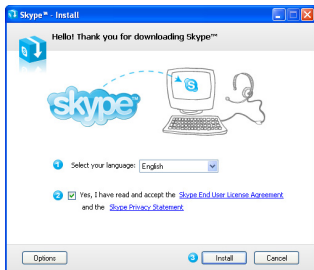 Skype™ - Install
Hello! Thank you for downloading Skype™
skype™
1 Select your language: English
2 Yes, I have read and accept the Skype End User License Agreement
and the Skype Privacy Statement
Options 3 Install Cancel